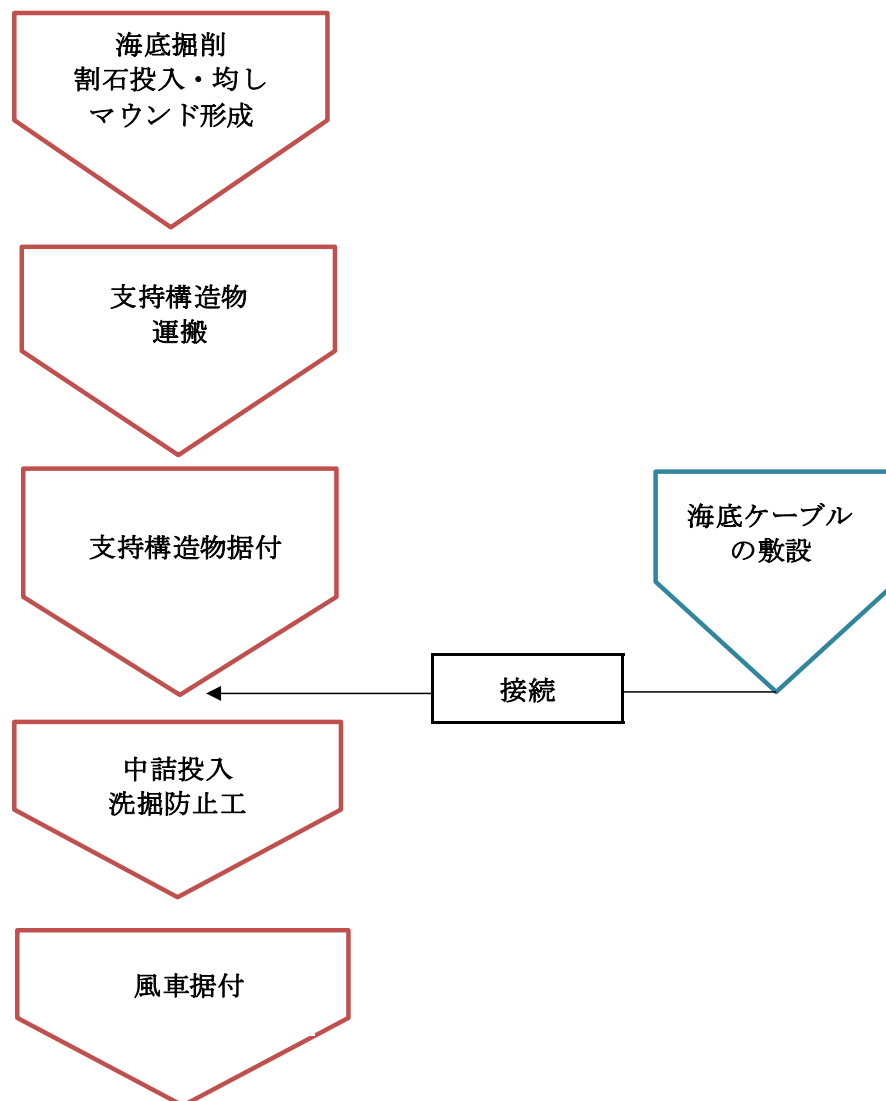 海底掘削
割石投入・均し
マウンド形成
支持構造物
運搬
支持構造物据付
海底ケーブル
の敷設
接続
中詰投入
洗掘防止工
風車据付